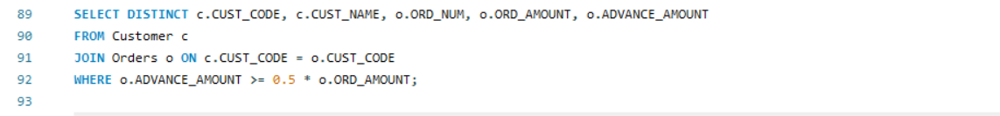 89 SELECT DISTINCT c.CUST_CODE, c.CUST_NAME, o.ORD_NUM, o.ORD_AMOUNT, o.ADVANCE_AMOUNT
90 FROM Customer c
91 JOIN Orders o ON c.CUST_CODE = o.CUST_CODE
92 WHERE o.ADVANCE_AMOUNT >= 0.5 * o.ORD_AMOUNT;
93